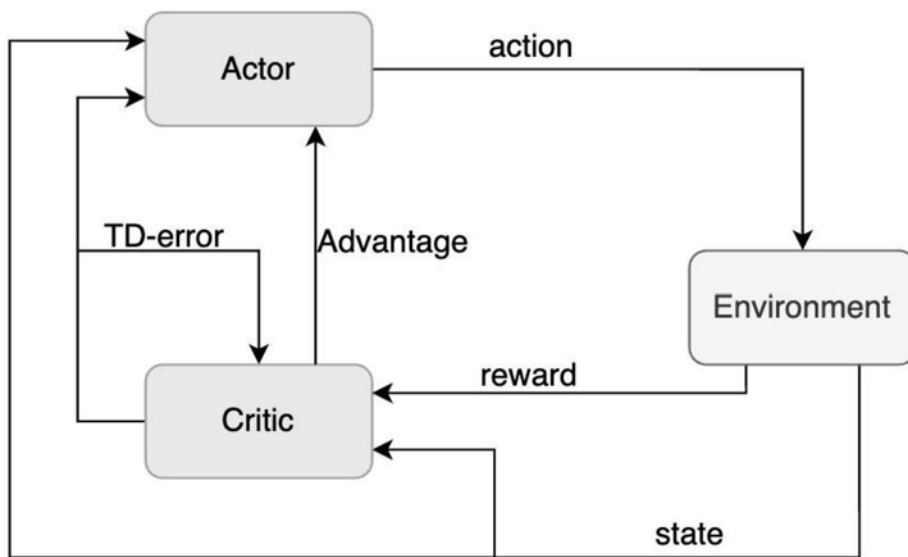 action
Actor
TD-error
Advantage
Environment
reward
Critic
state